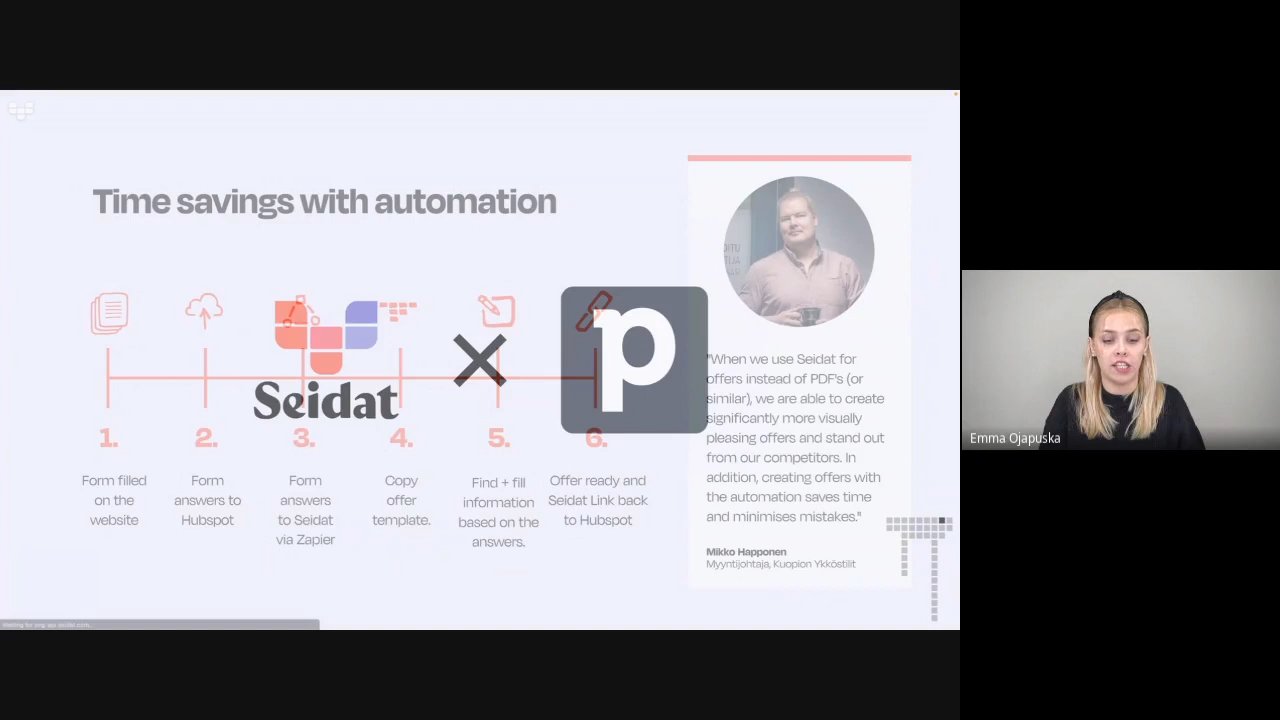 Time savings with automation
Seidat
p
1.
2.
3.
4.
5.
6.
Form filled
on the
website
Form
answers to
Hubspot
Form
answers
to Seidat
via Zapier
Copy
offer
template.
Find + fill
information
based on the
answers.
Offer ready and
Seidat Link back
to Hubspot
"When we use Seidat for
offers instead of PDF's (or
similar), we are able to create
significantly more visually
pleasing offers and stand out
from our competitors. In
addition, creating offers with
the automation saves time
and minimises mistakes."
Mikko Happonen
Myyntijohtaja, Kuopion Ykköstilit
Emma Ojapuska